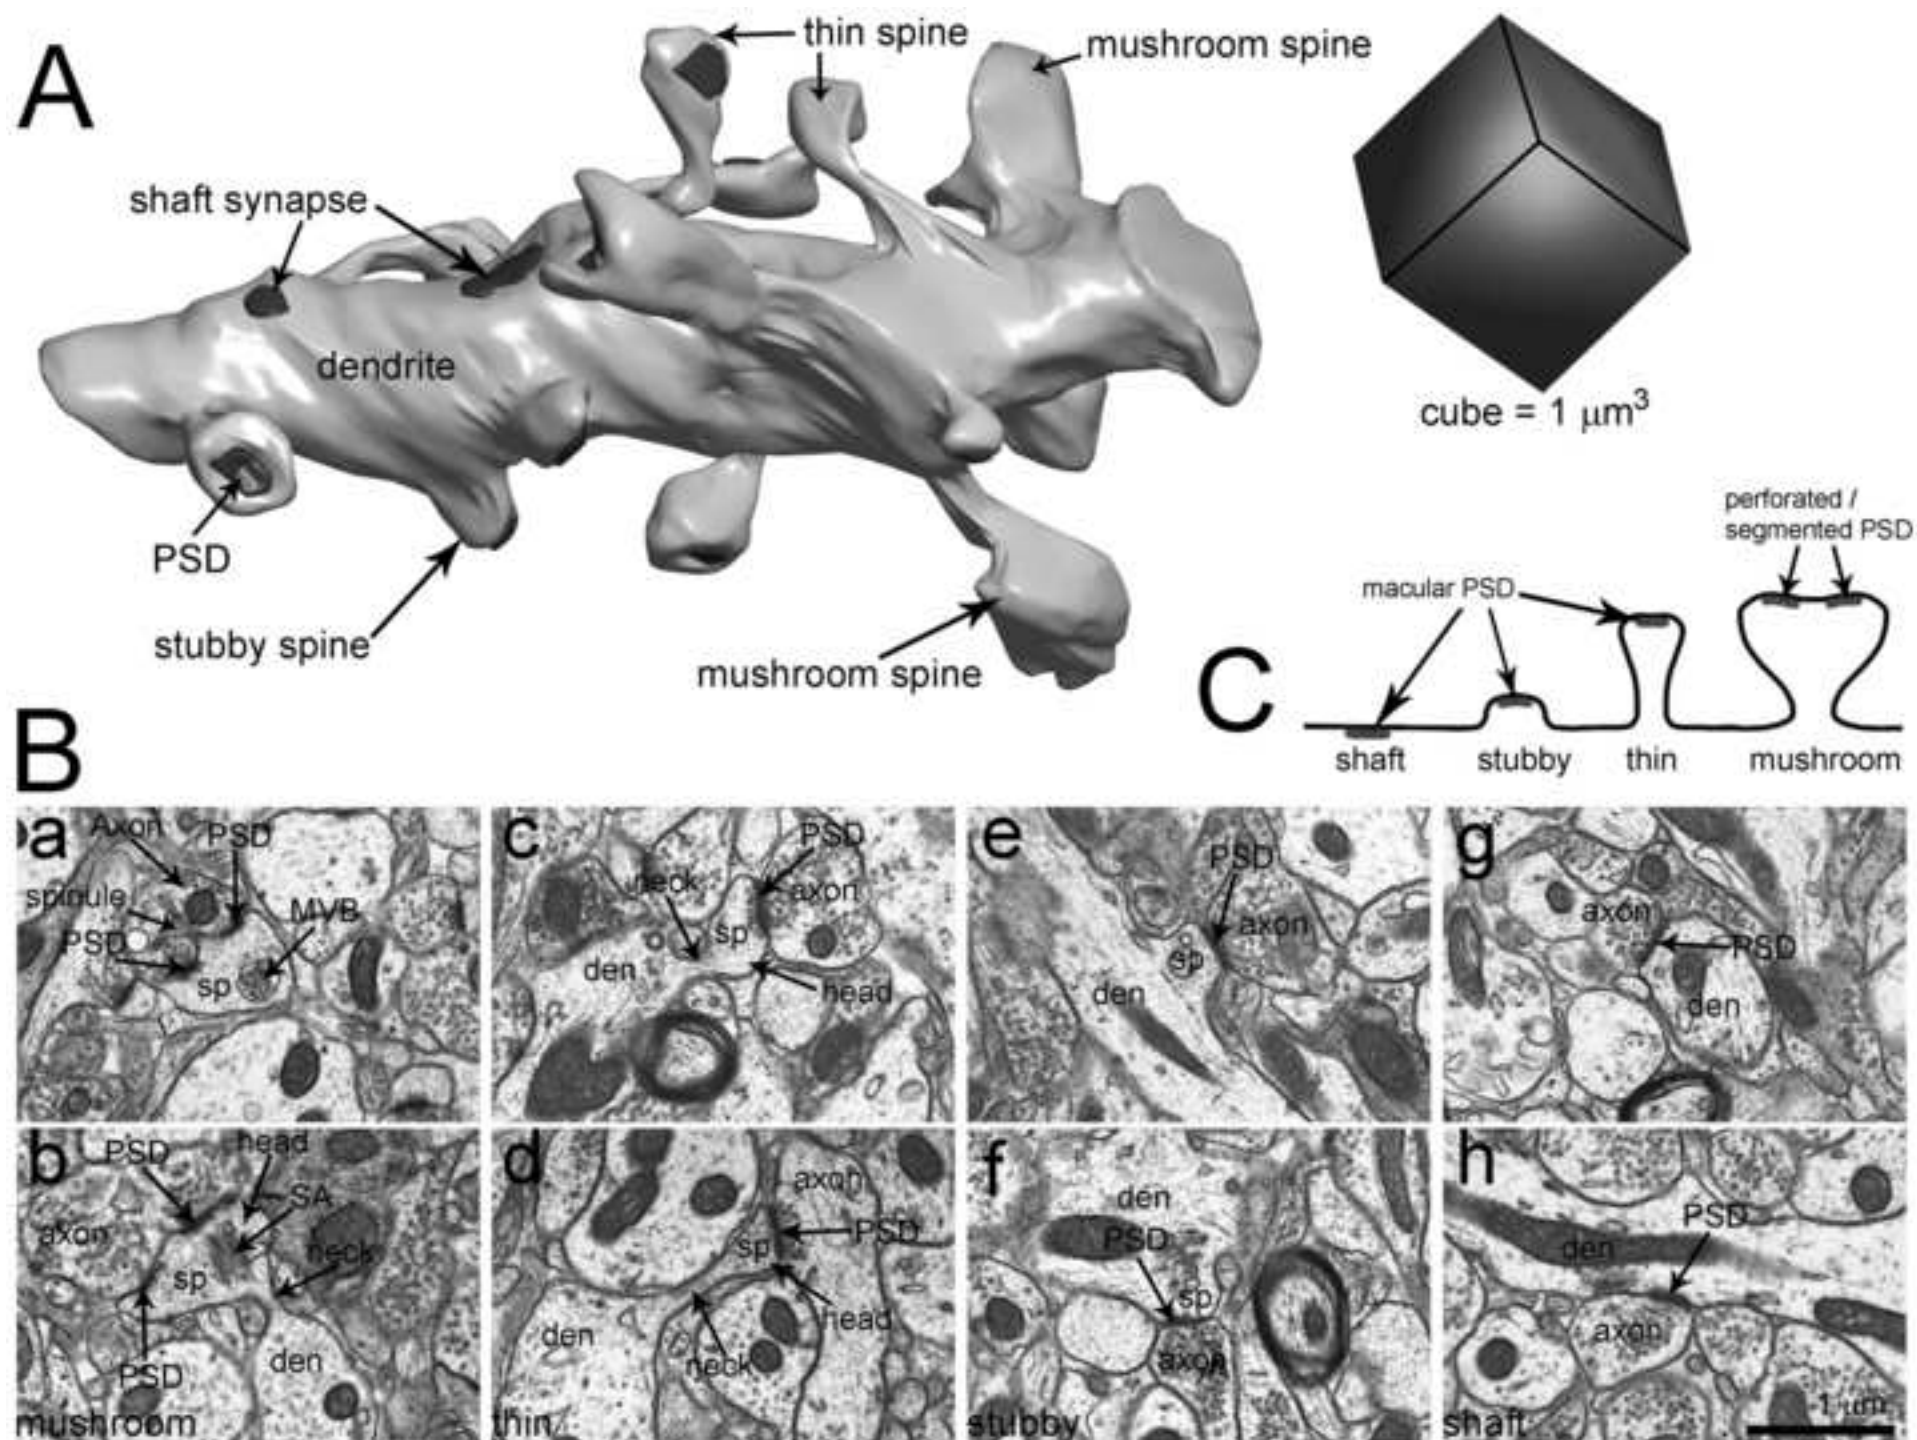 A
thin spine
mushroom spine
shaft synapse
dendrite
cube = 1 μm³
PSD
stubby spine
mushroom spine
C
perforated /
segmented PSD
macular PSD
shaft
stubby
thin
mushroom
B
a
Axon
PSD
spinule
MVB
PSD
sp
c
PSD
neck
axon
sp
den
head
e
PSD
axon
sp
den
g
axon
PSD
den
b
PSD
head
SA
axon
neck
sp
PSD
den
mushroom
d
axon
PSD
sp
head
den
neck
thin
f
den
PSD
sp
axon
stubby
h
PSD
den
axon
1 μm
shaft